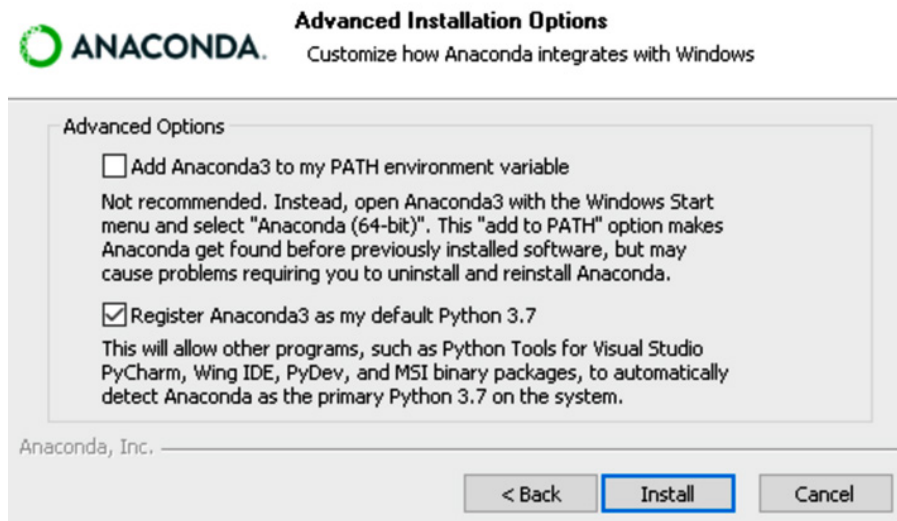 ANACONDA.
Advanced Installation Options
Customize how Anaconda integrates with Windows
Advanced Options
Add Anaconda3 to my PATH environment variable
Not recommended. Instead, open Anaconda3 with the Windows Start
menu and select "Anaconda (64-bit)". This "add to PATH" option makes
Anaconda get found before previously installed software, but may
cause problems requiring you to uninstall and reinstall Anaconda.
Register Anaconda3 as my default Python 3.7
This will allow other programs, such as Python Tools for Visual Studio
PyCharm, Wing IDE, PyDev, and MSI binary packages, to automatically
detect Anaconda as the primary Python 3.7 on the system.
Anaconda, Inc.
< Back
Install
Cancel